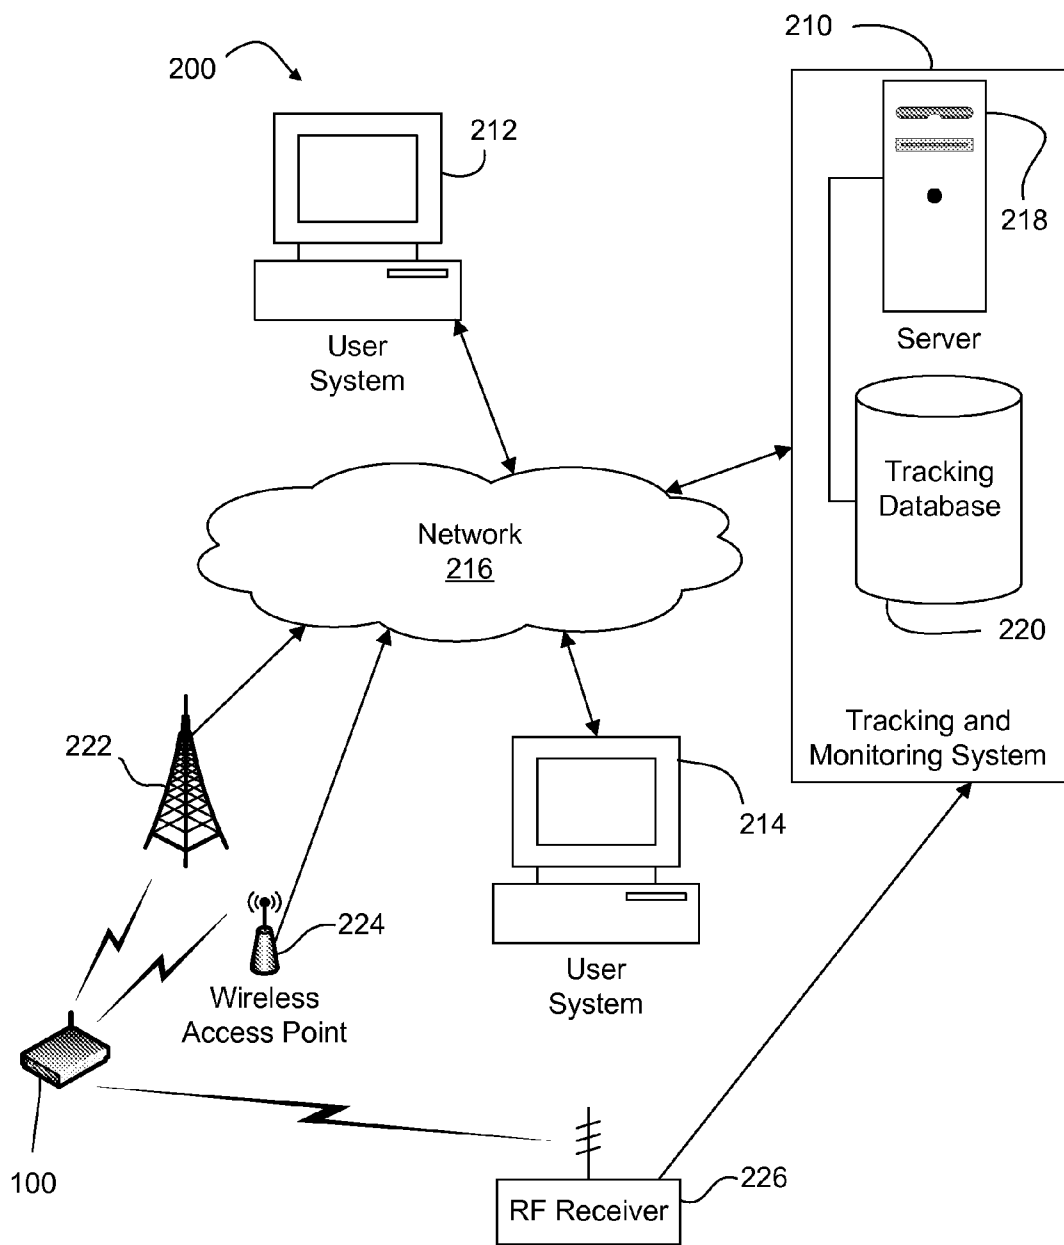 210
200
212
218
Server
User
System
Tracking
Database
Network
216
220
222
Tracking and
Monitoring System
214
224
Wireless
Access Point
User
System
100
226
RF Receiver